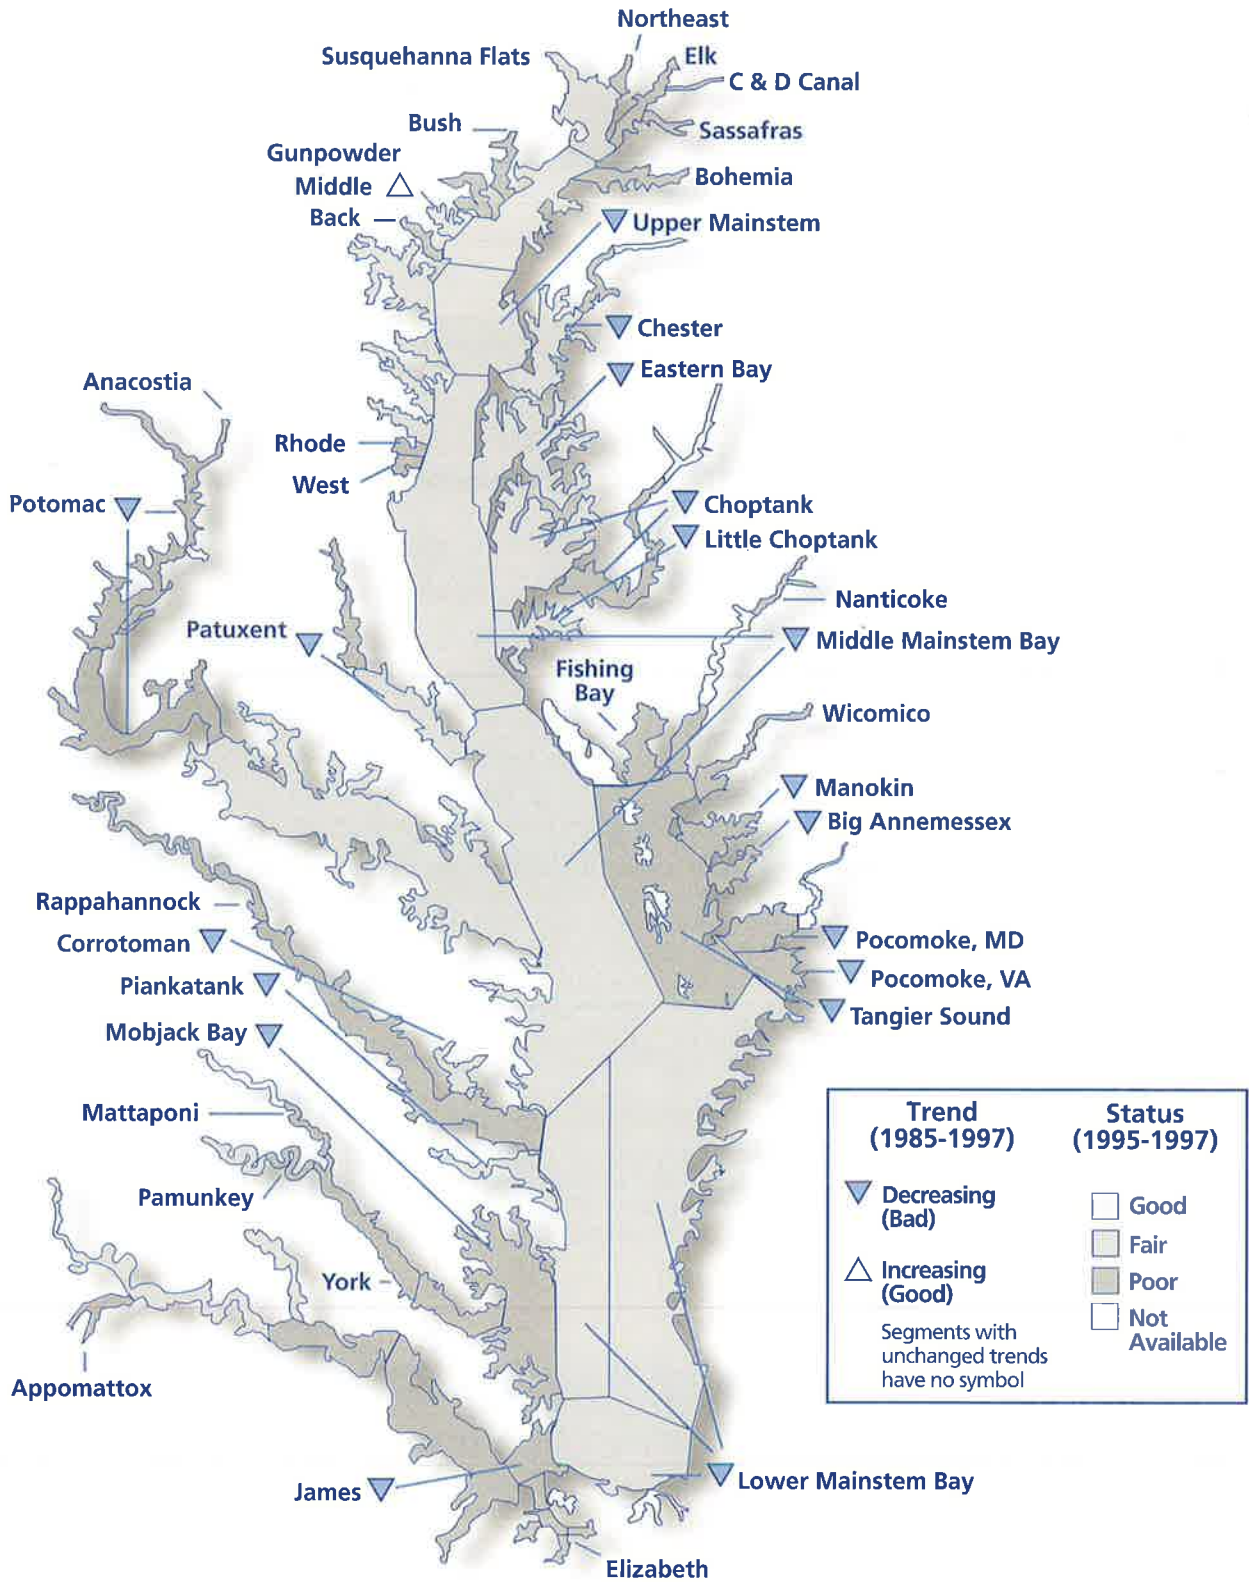 Northeast
Susquehanna Flats
Elk
C & D Canal
Bush
Sassafras
Gunpowder
Middle
Bohemia
Back
Upper Mainstem
Chester
Eastern Bay
Anacostia
Rhode
West
Potomac
Choptank
Little Choptank
Nanticoke
Patuxent
Middle Mainstem Bay
Fishing
Bay
Wicomico
Manokin
Big Annemessex
Rappahannock
Corrotoman
Pocomoke, MD
Piankatank
Pocomoke, VA
Tangier Sound
Mobjack Bay
Mattaponi
Pamunkey
York
Appomattox
James
Lower Mainstem Bay
Elizabeth
Trend
(1985-1997)
Decreasing
(Bad)
Increasing
(Good)
Segments with
unchanged trends
have no symbol
Status
(1995-1997)
Good
Fair
Poor
Not
Available